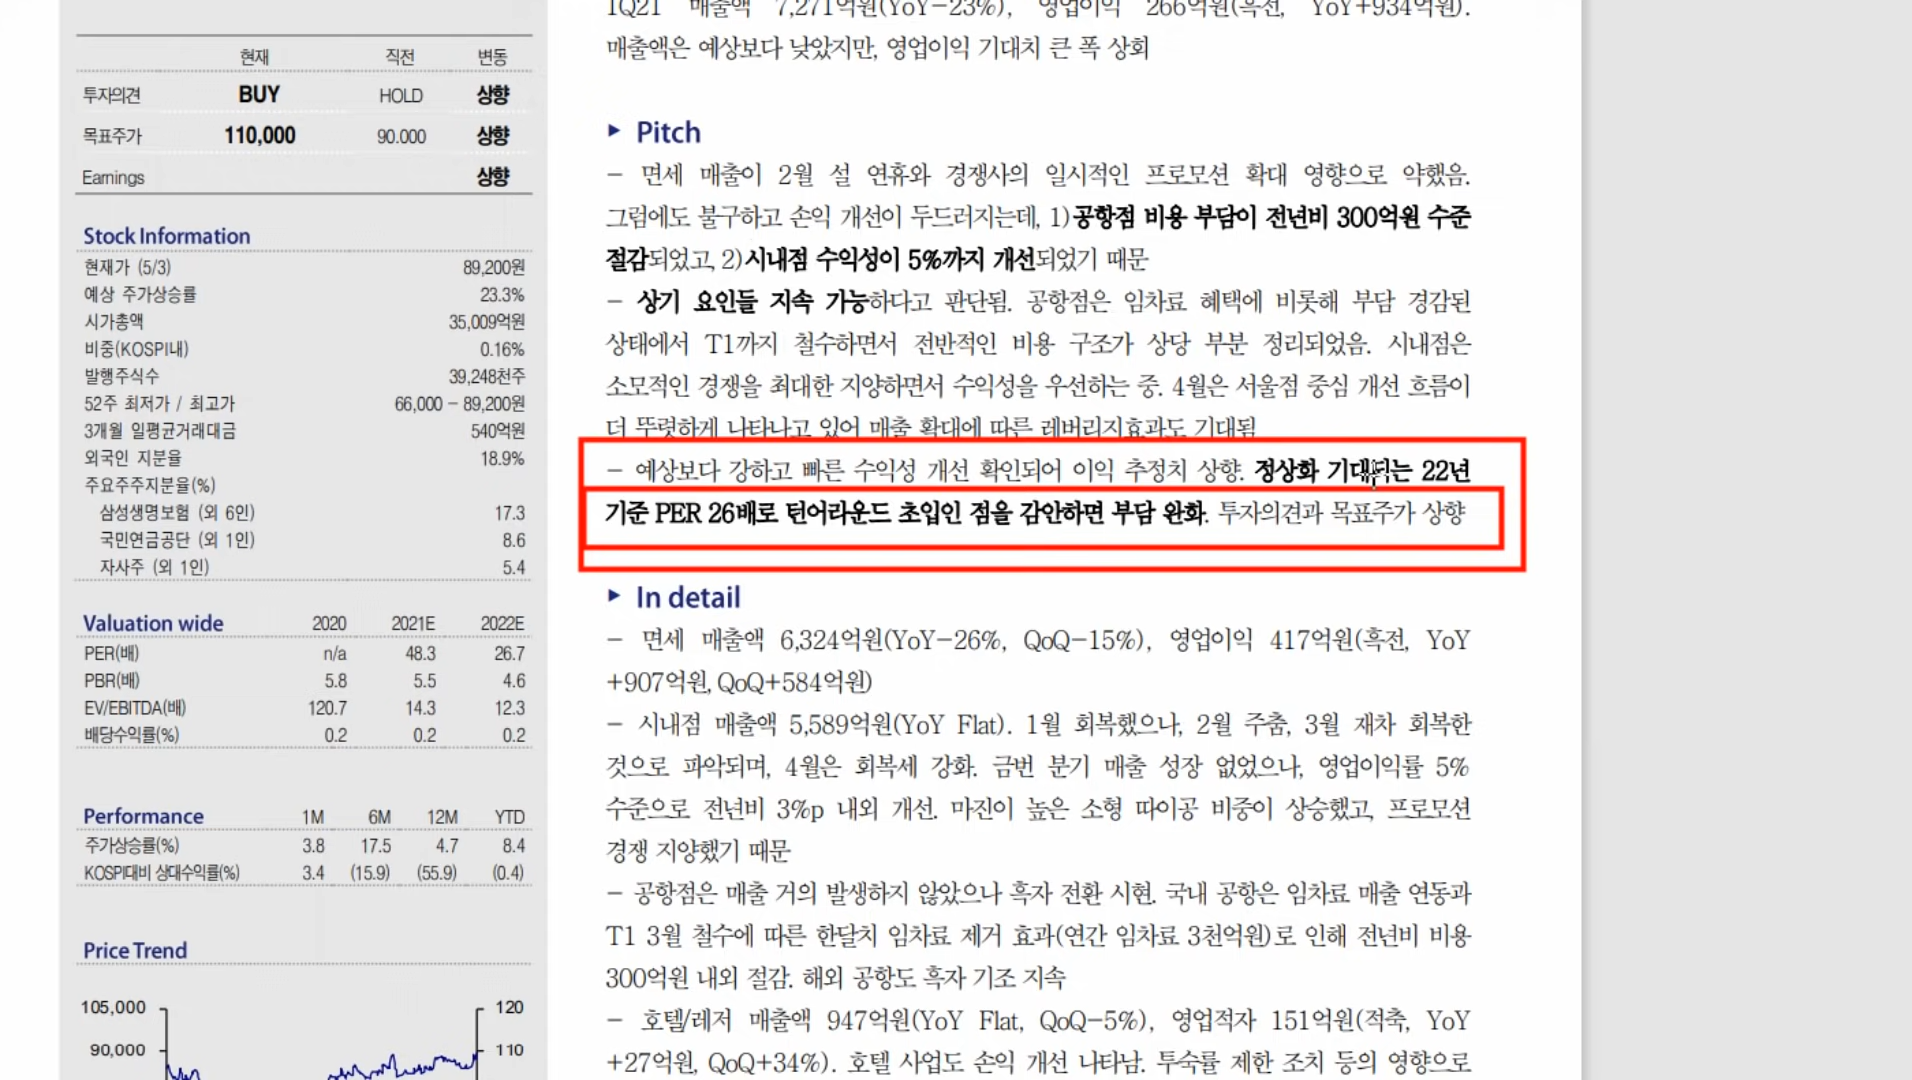 현재 직전 변동
투자의견 BUY HOLD 상향
목표주가 110,000 90.000 상향
Earnings 상향
Stock Information
현재가 (5/3) 89,200원
예상 주가상승률 23.3%
시가총액 35,009억원
비중(KOSPI내) 0.16%
발행주식수 39,248천주
52주 최저가 / 최고가 66,000 - 89,200원
3개월 일평균거래대금 540억원
외국인 지분율 18.9%
주요주주지분율(%)
삼성생명보험 (외 6인) 17.3
국민연금공단 (외 1인) 8.6
자사주 (외 1인) 5.4
Valuation wide 2020 2021E 2022E
PER(배) n/a 48.3 26.7
PBR(배) 5.8 5.5 4.6
EV/EBITDA(배) 120.7 14.3 12.3
배당수익률(%) 0.2 0.2 0.2
Performance 1M 6M 12M YTD
주가상승률(%) 3.8 17.5 4.7 8.4
KOSPI대비 상대수익률(%) 3.4 (15.9) (55.9) (0.4)
Price Trend
105,000 120
90,000 110
1Q21 매출액 7,271억원(YoY-23%), 영업이익 266억원(흑전, YoY+934억원).
매출액은 예상보다 낮았지만, 영업이익 기대치 큰 폭 상회
▶ Pitch
- 면세 매출이 2월 설 연휴와 경쟁사의 일시적인 프로모션 확대 영향으로 약했음.
그럼에도 불구하고 손익 개선이 두드러지는데, 1)공항점 비용 부담이 전년비 300억원 수준
절감되었고, 2)시내점 수익성이 5%까지 개선되었기 때문
- 상기 요인들 지속 가능하다고 판단됨. 공항점은 임차료 혜택에 비롯해 부담 경감된
상태에서 T1까지 철수하면서 전반적인 비용 구조가 상당 부분 정리되었음. 시내점은
소모적인 경쟁을 최대한 지양하면서 수익성을 우선하는 중. 4월은 서울점 중심 개선 흐름이
더 뚜렷하게 나타나고 있어 매출 확대에 따른 레버리지효과도 기대됨
- 예상보다 강하고 빠른 수익성 개선 확인되어 이익 추정치 상향. 정상화 기대되는 22년
기준 PER 26배로 턴어라운드 초입인 점을 감안하면 부담 완화. 투자의견과 목표주가 상향
▶ In detail
- 면세 매출액 6,324억원(YoY-26%, QoQ-15%), 영업이익 417억원(흑전, YoY
+907억원, QoQ+584억원)
- 시내점 매출액 5,589억원(YoY Flat). 1월 회복했으나, 2월 주춤, 3월 재차 회복한
것으로 파악되며, 4월은 회복세 강화. 금번 분기 매출 성장 없었으나, 영업이익률 5%
수준으로 전년비 3%p 내외 개선. 마진이 높은 소형 따이공 비중이 상승했고, 프로모션
경쟁 지양했기 때문
- 공항점은 매출 거의 발생하지 않았으나 흑자 전환 시현. 국내 공항은 임차료 매출 연동과
T1 3월 철수에 따른 한달치 임차료 제거 효과(연간 임차료 3천억원)로 인해 전년비 비용
300억원 내외 절감. 해외 공항도 흑자 기조 지속
- 호텔/레저 매출액 947억원(YoY Flat, QoQ-5%), 영업적자 151억원(적축, YoY
+27억원, QoQ+34%). 호텔 사업도 손익 개선 나타남. 투숙률 제한 조치 등의 영향으로